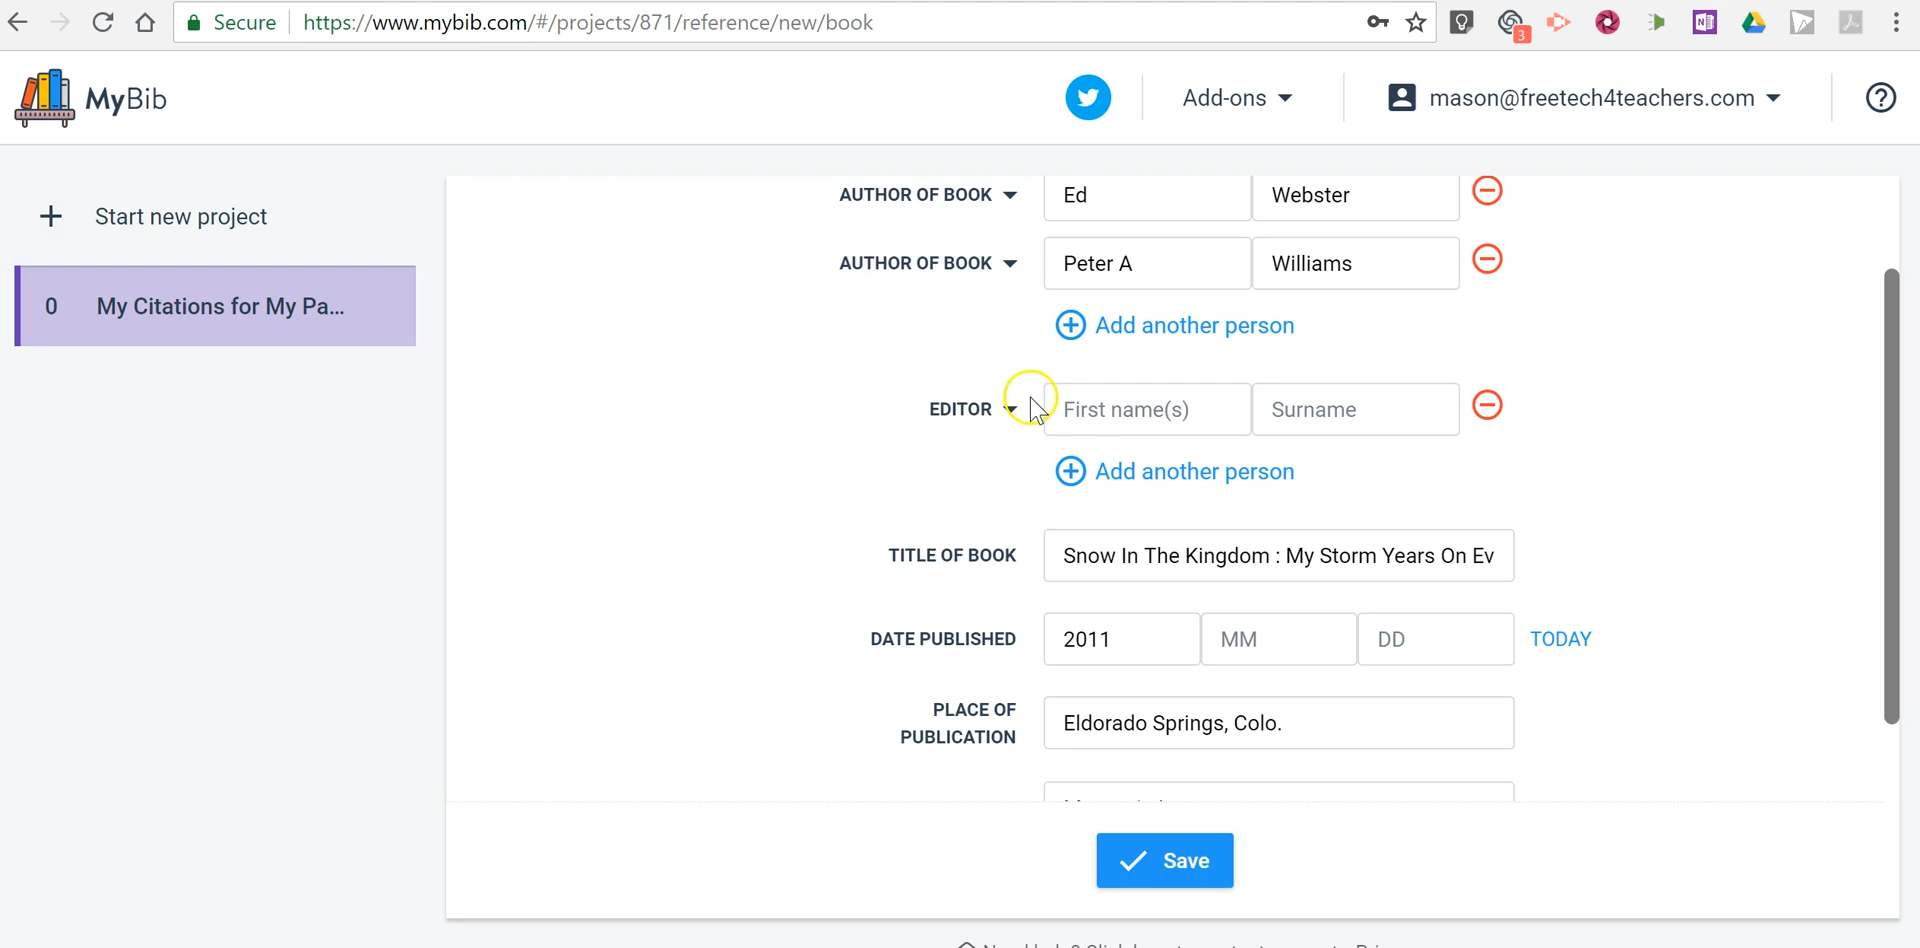 Secure https://www.mybib.com/#/projects/871/reference/new/book
3
N
MyBib
Add-ons
mason@freetech4teachers.com
?
+ Start new project
0 My Citations for My Pa...
AUTHOR OF BOOK Ed Webster
AUTHOR OF BOOK Peter A Williams
Add another person
EDITOR First name(s) Surname
Add another person
TITLE OF BOOK Snow In The Kingdom : My Storm Years On Ev
DATE PUBLISHED 2011 MM DD TODAY
PLACE OF
PUBLICATION
Eldorado Springs, Colo.
Save